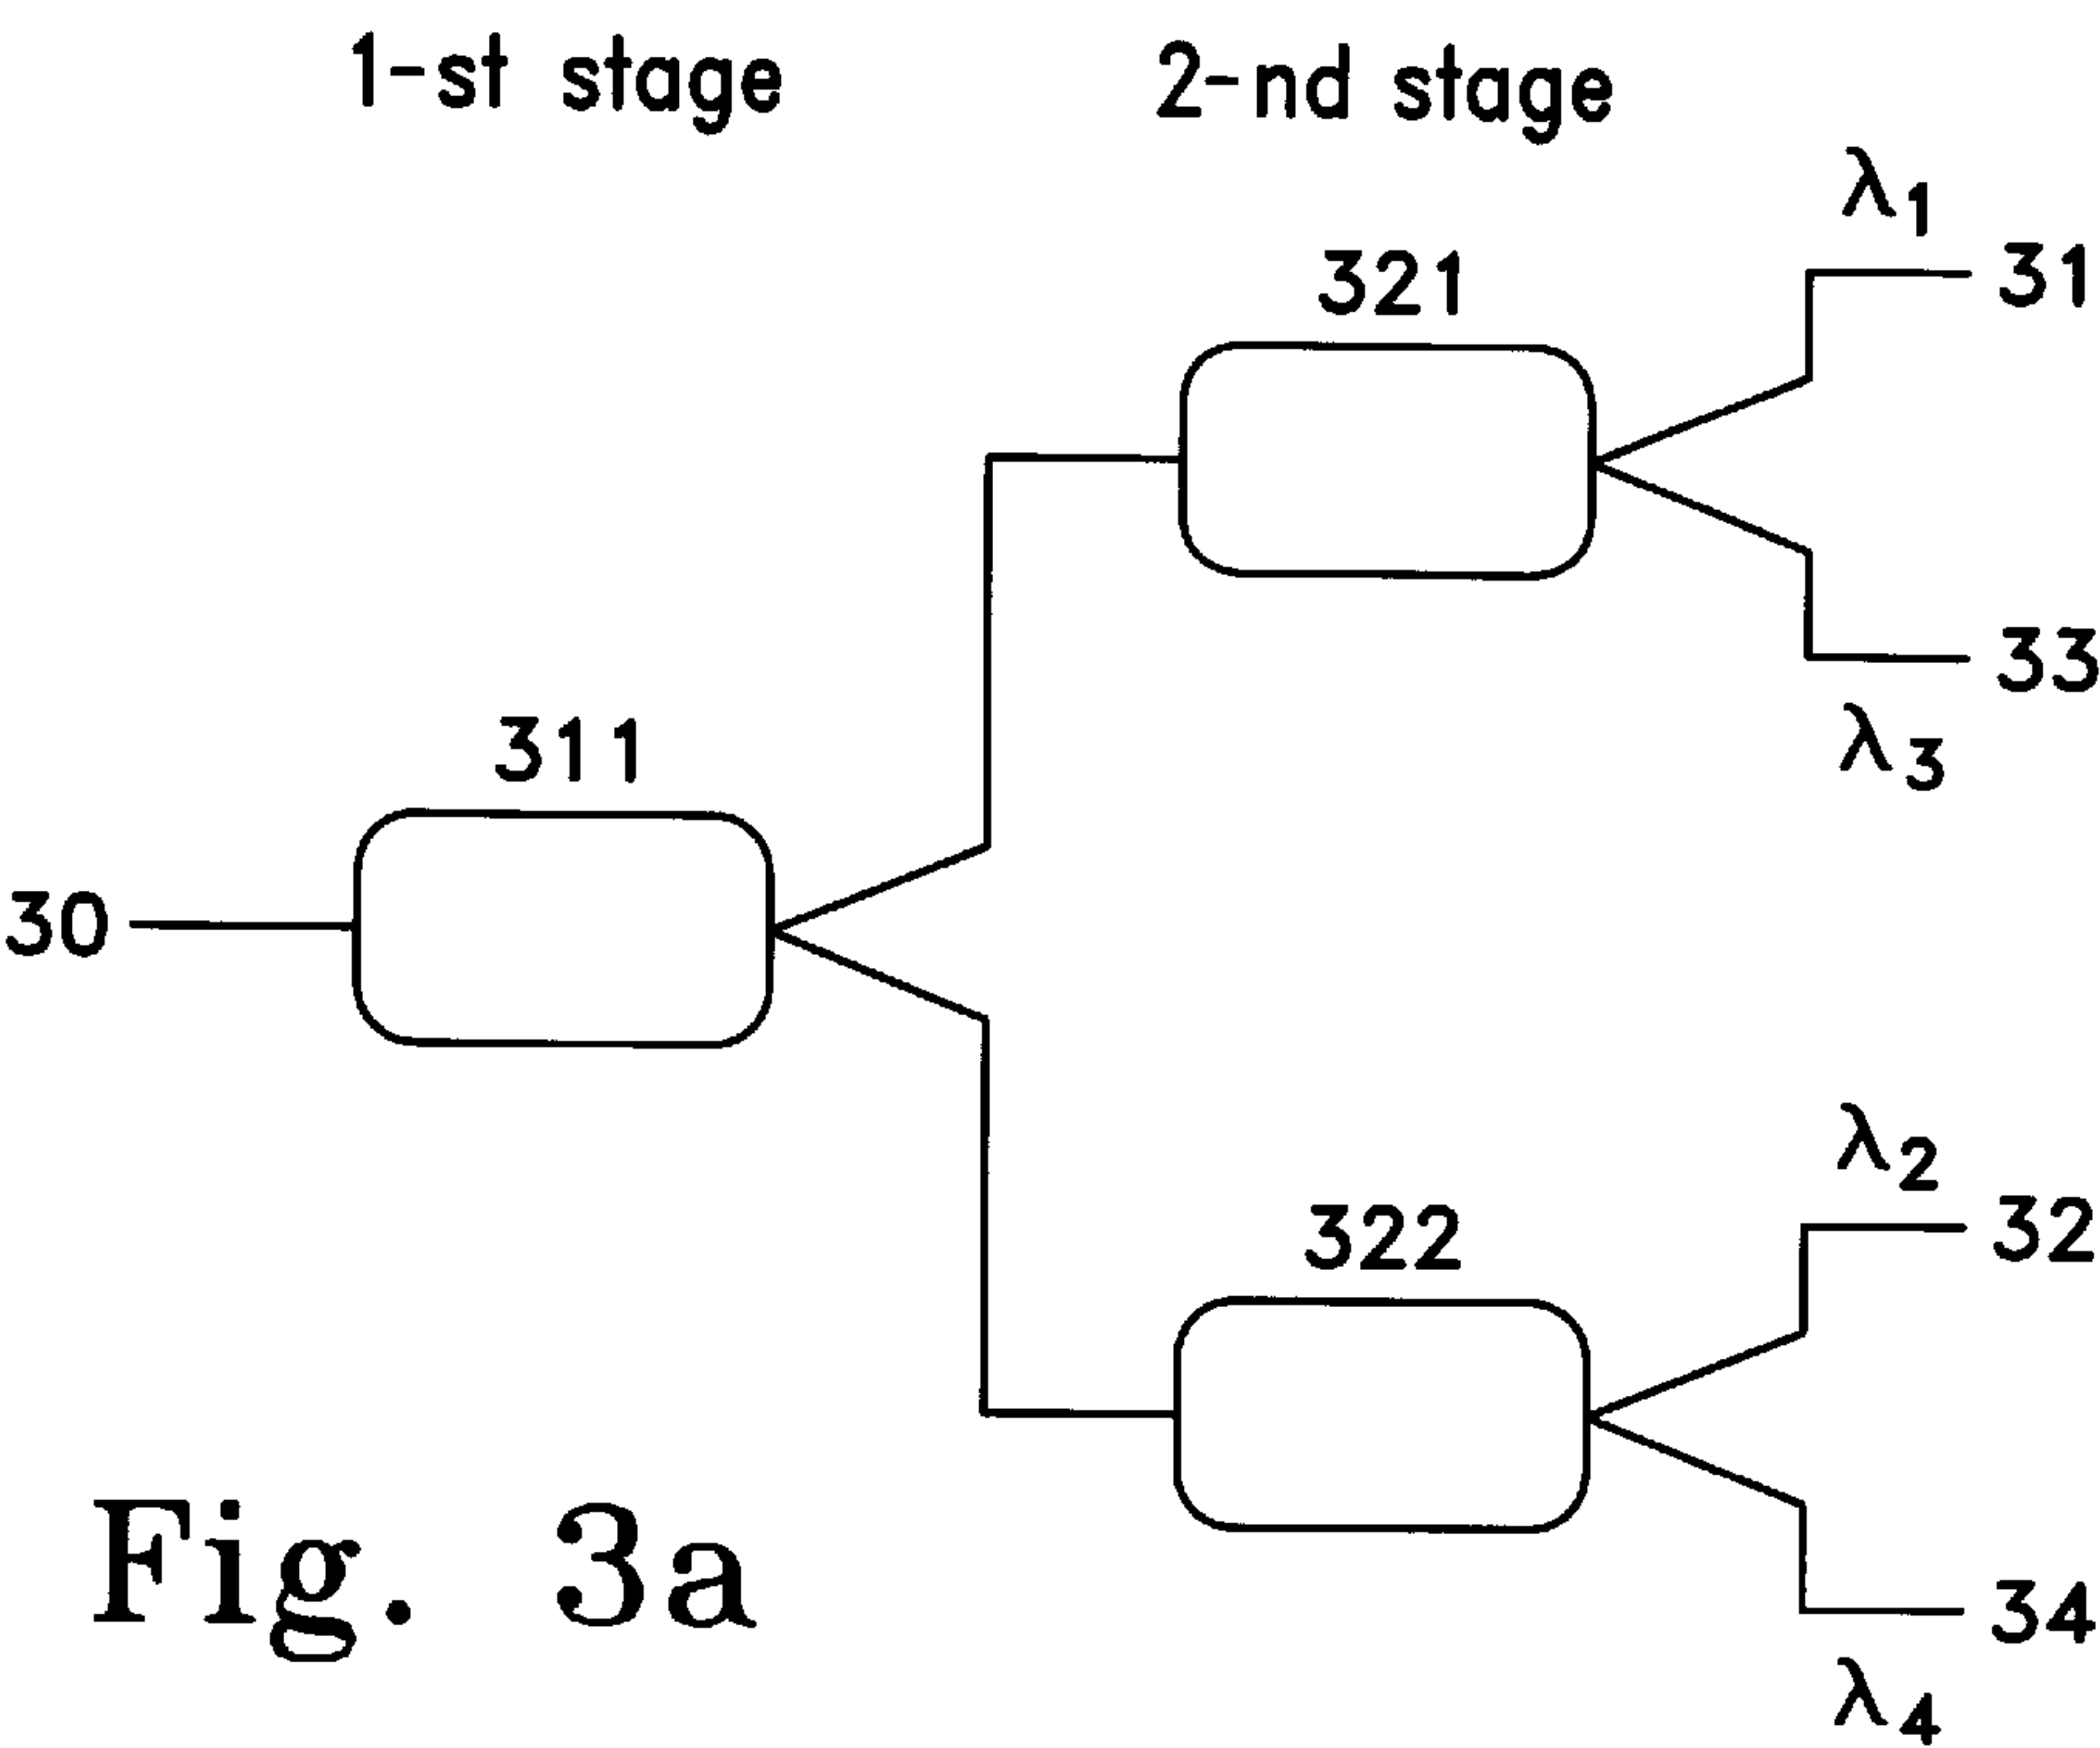 1-st stage
2-nd stage
λ1
31
321
33
λ3
311
30
λ2
32
322
34
λ4
Fig. 3a